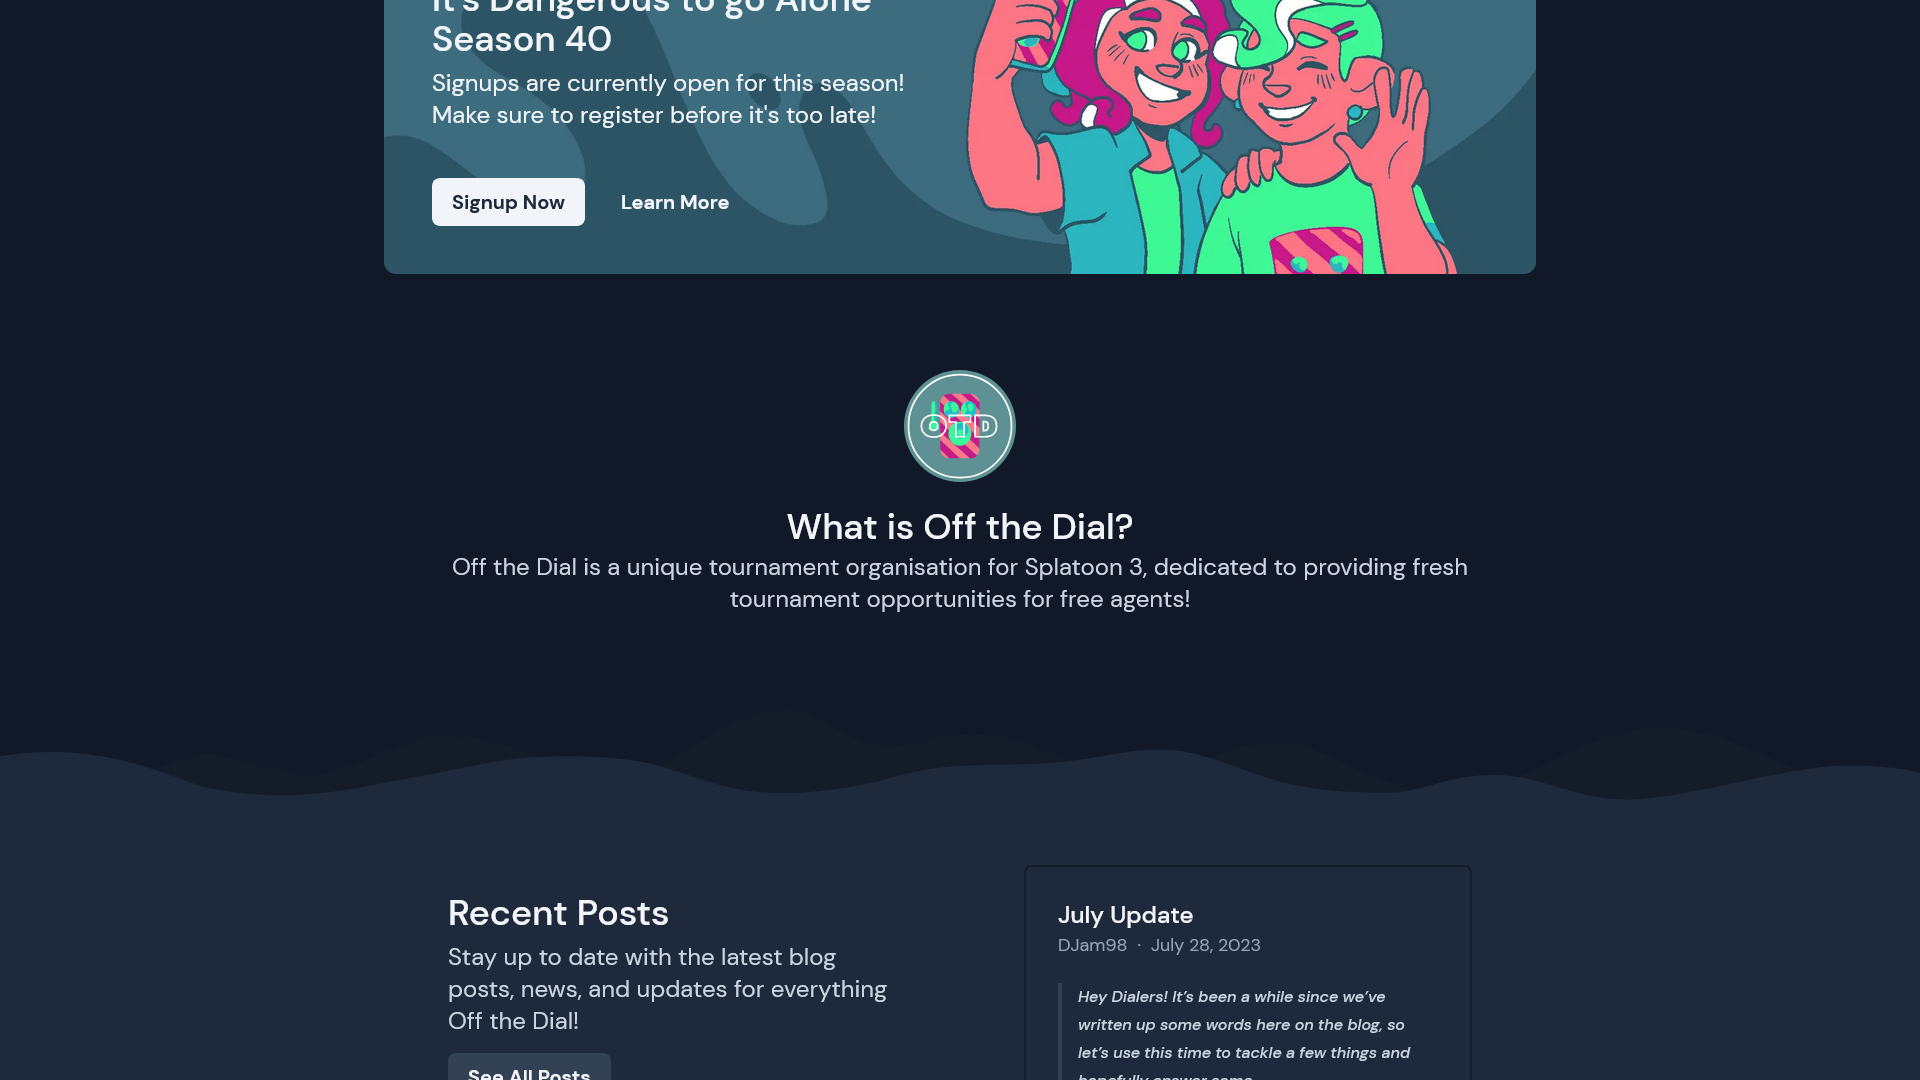 It's Dangerous to go Alone
Season 40
Signups are currently open for this season!
Make sure to register before it's too late!
Signup Now
Learn More
OTD
What is Off the Dial?
Off the Dial is a unique tournament organisation for Splatoon 3, dedicated to providing fresh
tournament opportunities for free agents!
Recent Posts
Stay up to date with the latest blog
posts, news, and updates for everything
Off the Dial!
See All Posts
July Update
DJam98 · July 28, 2023
Hey Dialers! It’s been a while since we’ve
written up some words here on the blog, so
let’s use this time to tackle a few things and
hopefully answer some